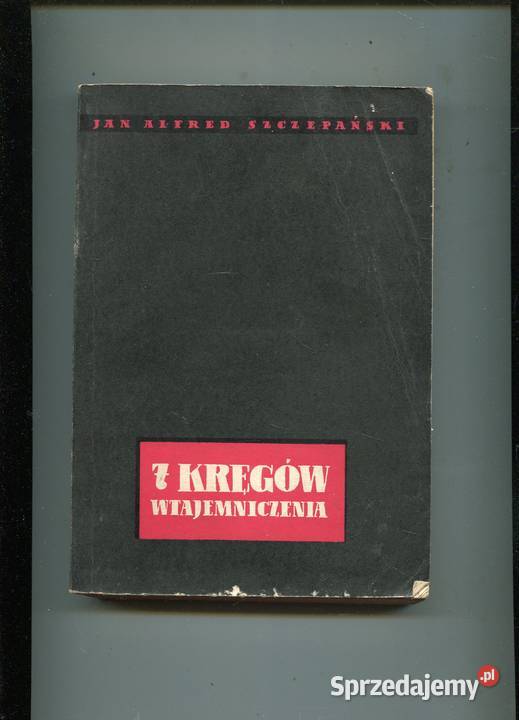 JAN ALFRED SZCZEPAŃSKI
7 KRĘGÓW
WTAJEMNICZENIA
Sprzedajemy.pl